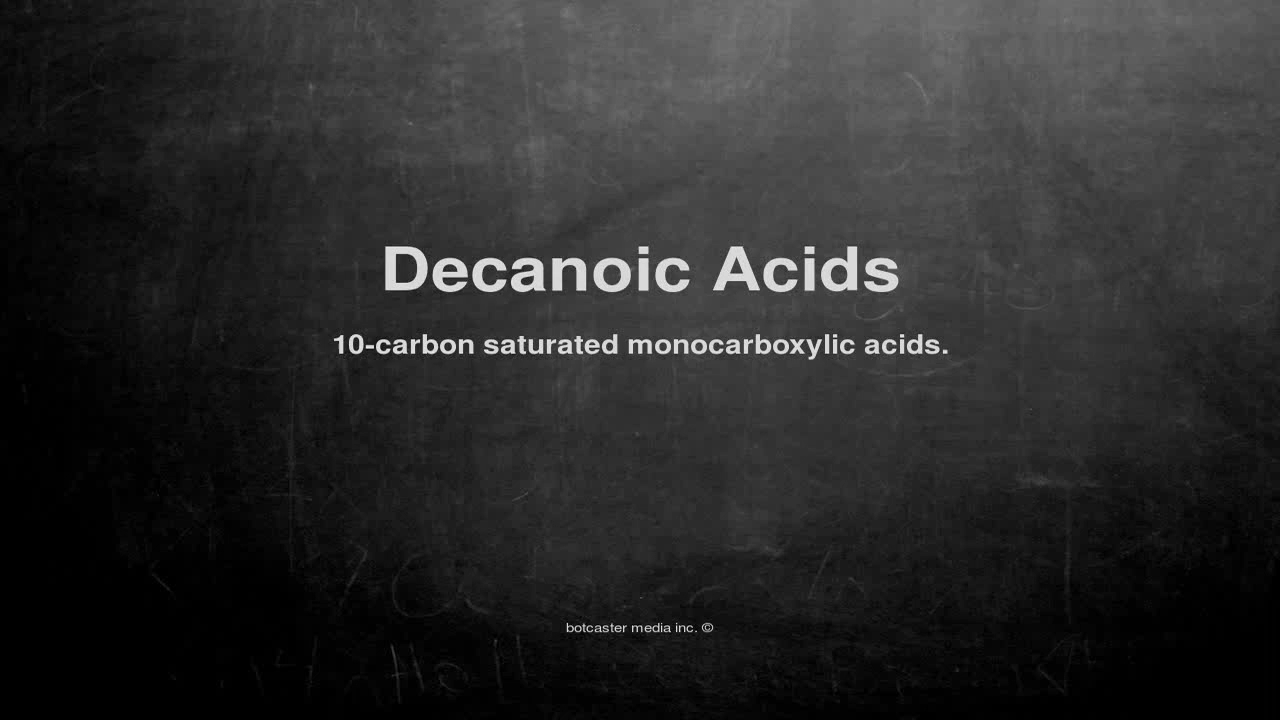 Decanoic Acids
10-carbon saturated monocarboxylic acids.
botcaster media inc. ©